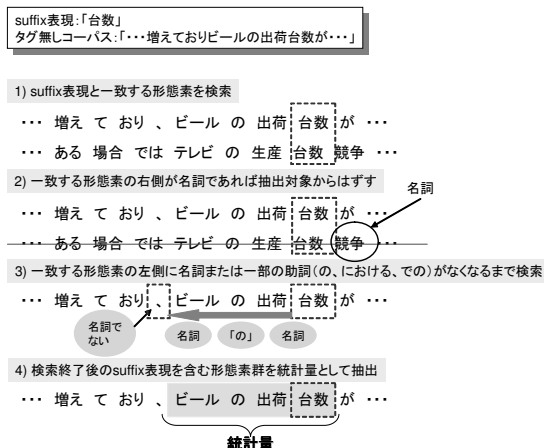 suffix表現：「台数」
タグ無しコーパス：「･･･増えておりビールの出荷台数が･･･」
1) suffix表現と一致する形態素を検索
･･･ 増え て おり 、 ビール の 出荷 台数 が ･･･
･･･ ある 場合 では テレビ の 生産 台数 競争 ･･･
2) 一致する形態素の右側が名詞であれば抽出対象からはずす
名詞
･･･ 増え て おり 、 ビール の 出荷 台数 が ･･･
･･･ ある 場合 では テレビ の 生産 台数 競争 ･･･
3) 一致する形態素の左側に名詞または一部の助詞（の、における、での）がなくなるまで検索
･･･ 増え て おり 、 ビール の 出荷 台数 が ･･･
名詞で
ない
名詞 「の」 名詞
4) 検索終了後のsuffix表現を含む形態素群を統計量として抽出
･･･ 増え て おり 、 ビール の 出荷 台数 が ･･･
統計量